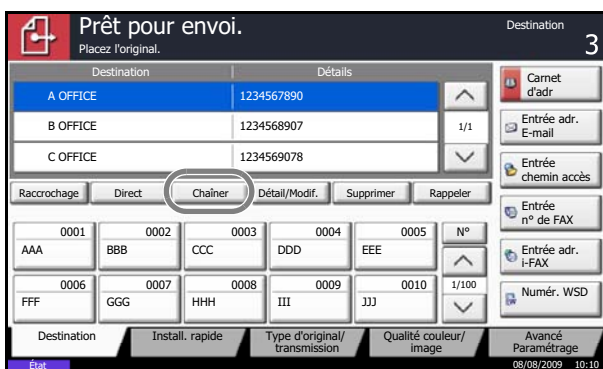 Prêt pour envoi.
Placez l'original.
Destination
3
Destination Détails
A OFFICE 1234567890
B OFFICE 1234568907
C OFFICE 1234569078
1/1
Raccrochage Direct Chaîner Détail/Modif. Supprimer Rappeler
0001 0002 0003 0004 0005 N°
AAA BBB CCC DDD EEE
0006 0007 0008 0009 0010 1/100
FFF GGG HHH III JJJ
Carnet
d'adr
Entrée adr.
E-mail
Entrée
chemin accès
Entrée
n° de FAX
Entrée adr.
i-FAX
Numér. WSD
Destination
Install. rapide
Type d'original/
transmission
Qualité couleur/
image
Avancé
Paramétrage
État
08/08/2009 10:10